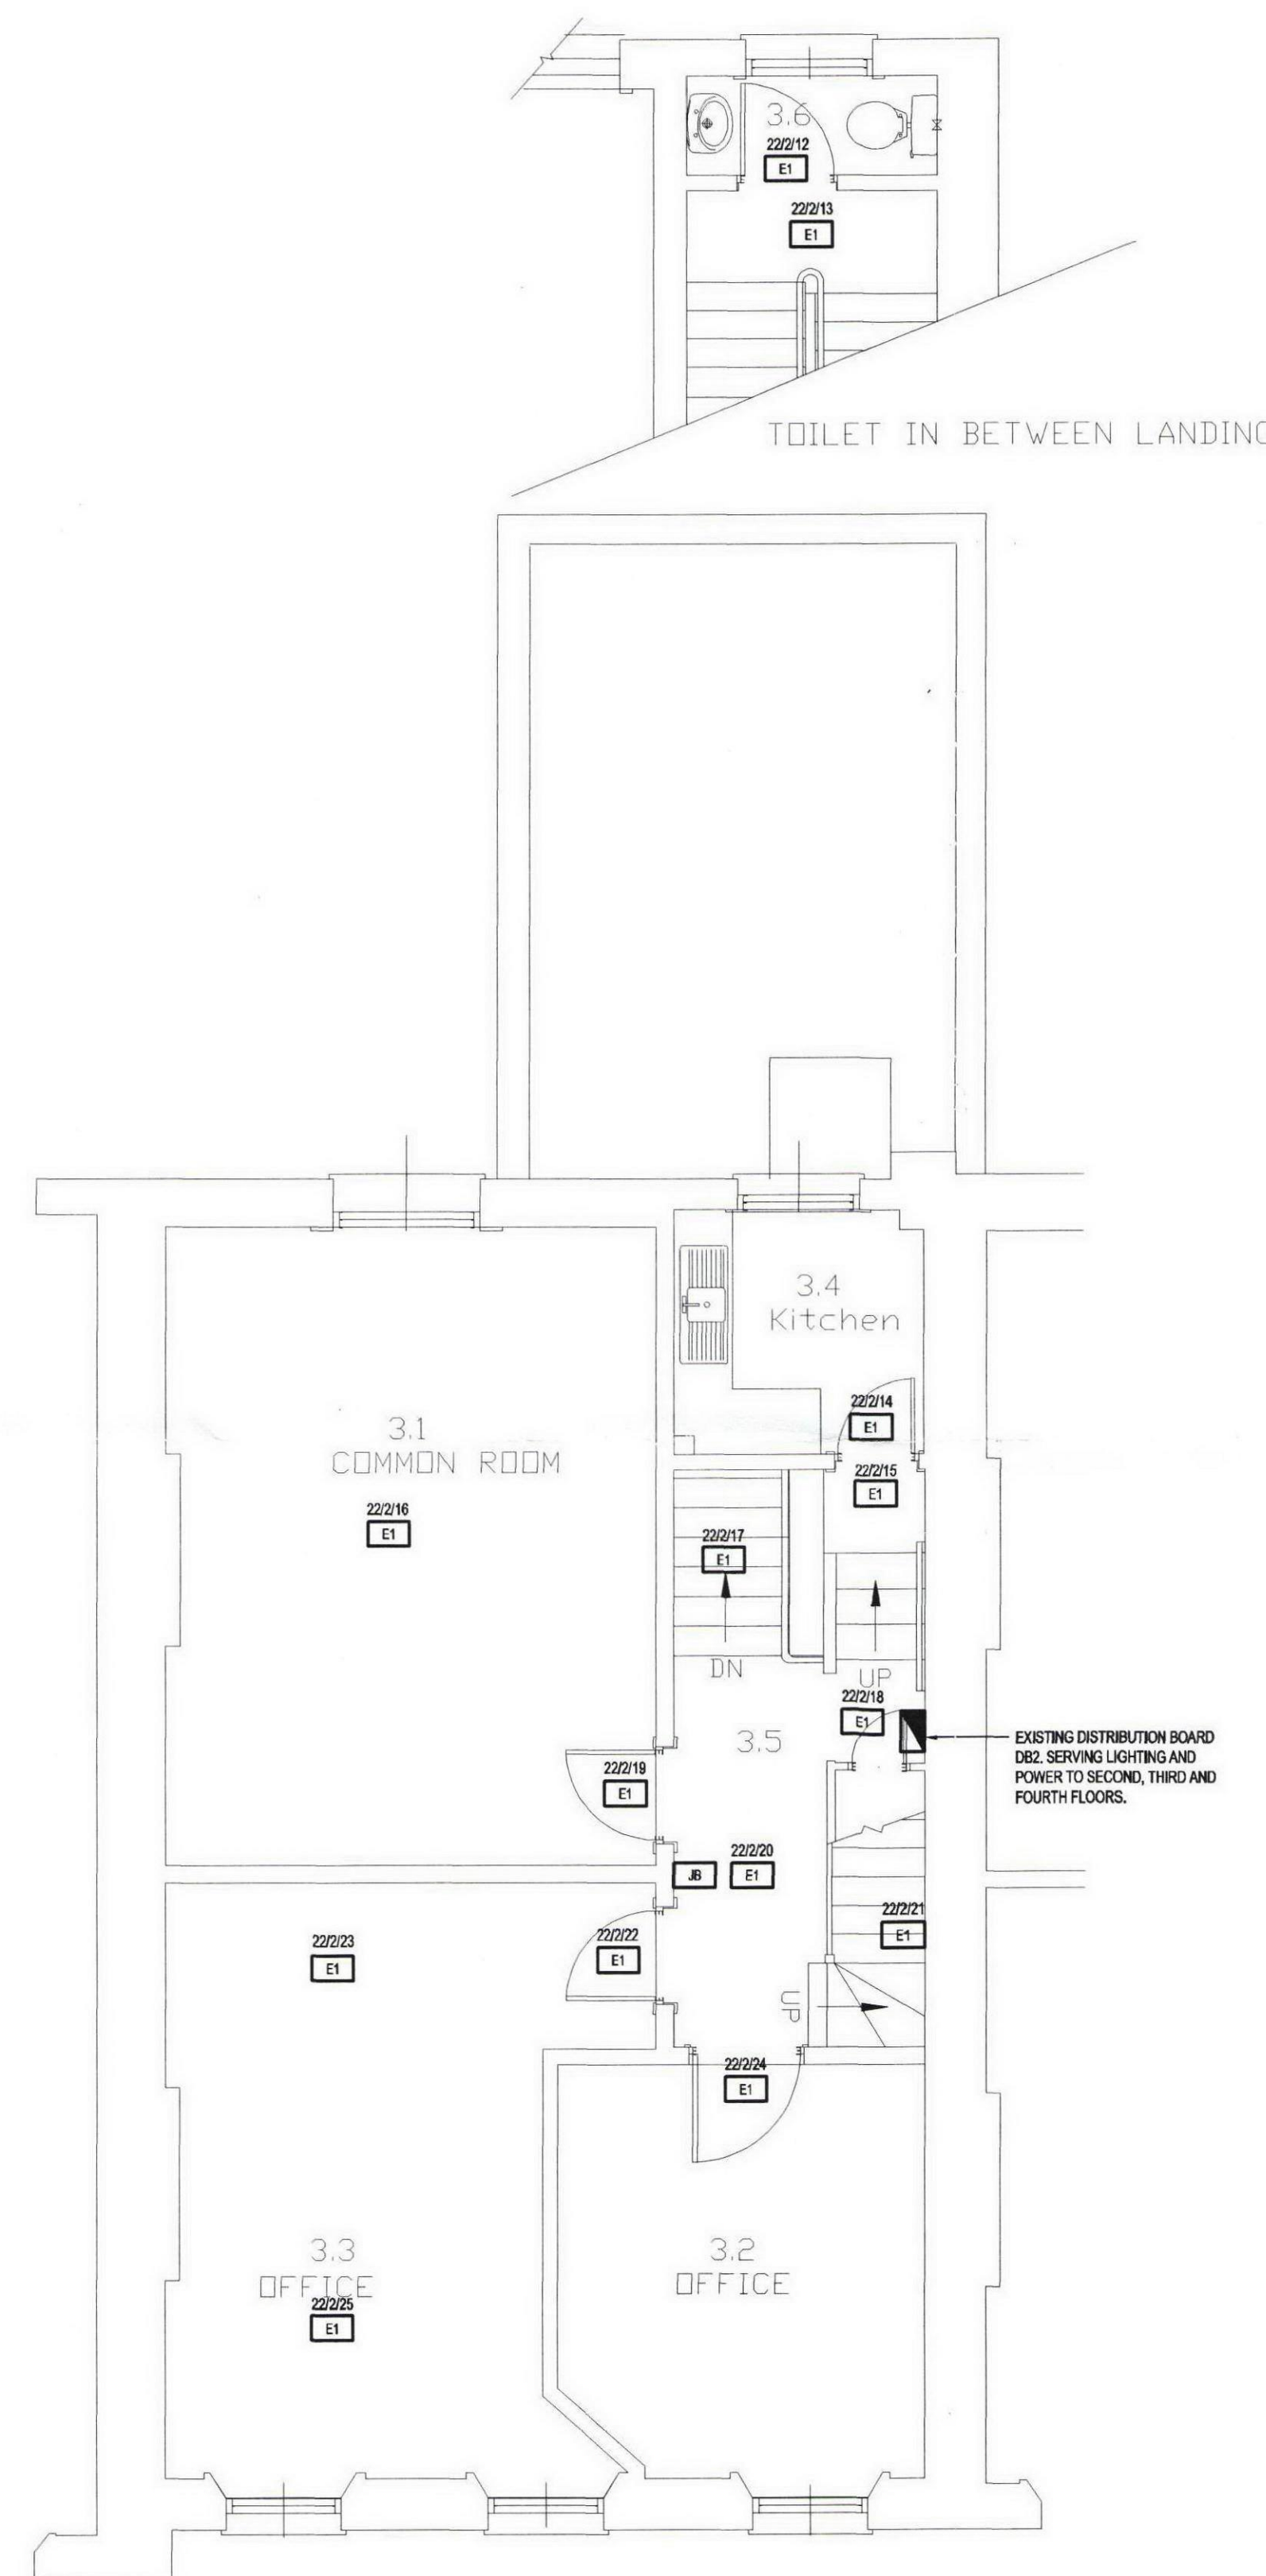 3.6
22/2/12
E1
22/2/13
E1
TOILET IN BETWEEN LANDING
3.4
Kitchen
22/2/14
E1
3.1
COMMON ROOM
22/2/15
E1
22/2/16
E1
22/2/17
E1
DN
UP
22/2/18
E1
3.5
EXISTING DISTRIBUTION BOARD
DB2. SERVING LIGHTING AND
POWER TO SECOND, THIRD AND
FOURTH FLOORS.
22/2/19
E1
22/2/20
JB
E1
22/2/21
E1
22/2/22
E1
22/2/23
E1
UP
22/2/24
E1
3.3
OFFICE
22/2/25
E1
3.2
OFFICE